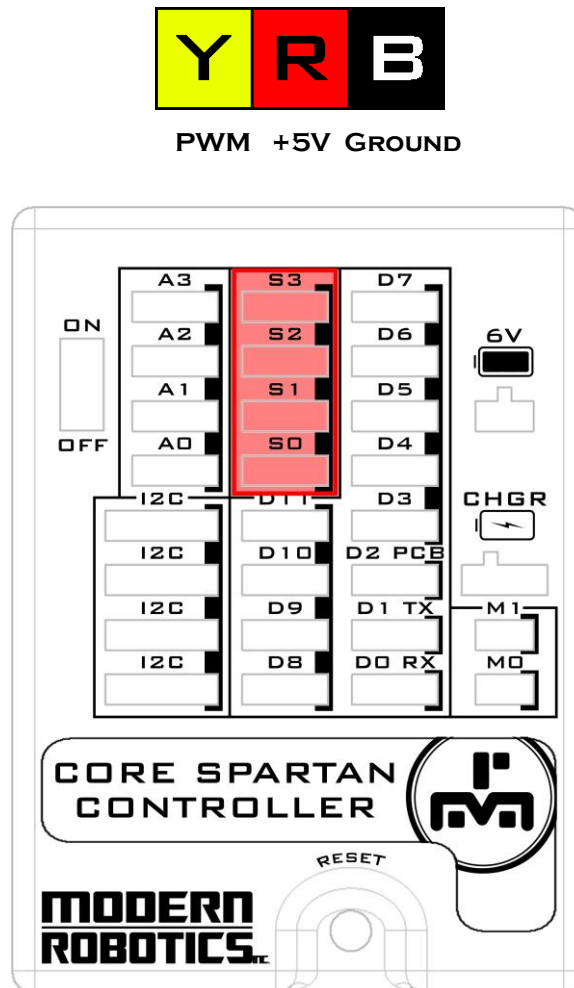 Y R B
PWM +5V GROUND
A3 S3 D7
ON A2 S2 D6 6V
A1 S1 D5
OFF A0 S0 D4
I2C D11 D3 CHGR
I2C D10 D2 PCB
I2C D9 D1 TX M1
I2C D8 D0 RX M0
CORE SPARTAN
CONTROLLER
RESET
MODERN
ROBOTICS